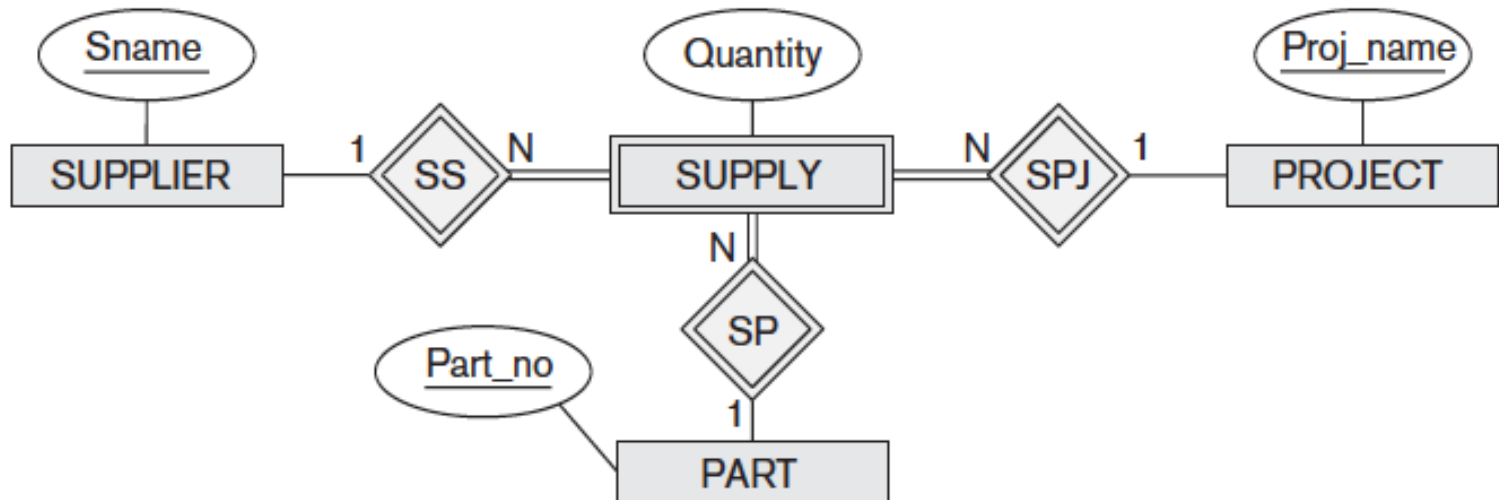 Sname
Quantity
Proj_name
SUPPLIER
1
SS
N
SUPPLY
N
SPJ
1
PROJECT
N
SP
Part_no
1
PART